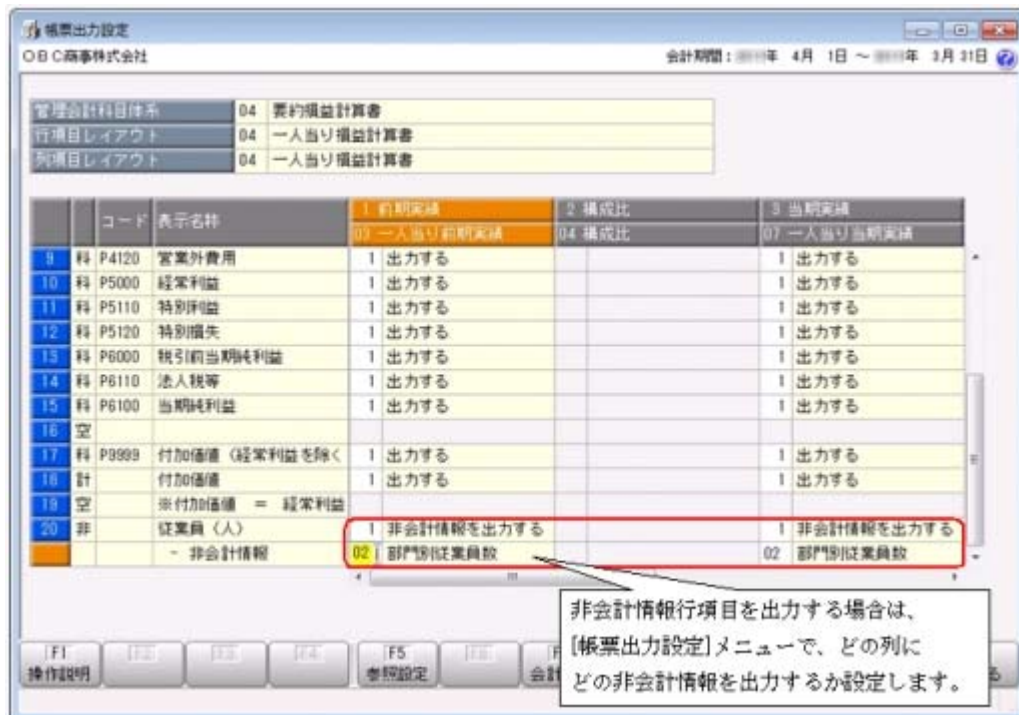 帳票出力設定
OBC商事株式会社 会計期間： 年 4月 1日 ～ 年 3月31日
管理会計科目体系 04 要約損益計算書
行項目レイアウト 04 一人当り損益計算書
列項目レイアウト 04 一人当り損益計算書
コード 表示名称 1 前期実績 2 構成比 3 当期実績
03 一人当り前期実績 04 構成比 07 一人当り当期実績
9 科 P4120 営業外費用 1 出力する 1 出力する
10 科 P5000 経常利益 1 出力する 1 出力する
11 科 P5110 特別利益 1 出力する 1 出力する
12 科 P5120 特別損失 1 出力する 1 出力する
13 科 P6000 税引前当期純利益 1 出力する 1 出力する
14 科 P6110 法人税等 1 出力する 1 出力する
15 科 P6100 当期純利益 1 出力する 1 出力する
16 空
17 科 P9999 付加価値（経常利益を除く 1 出力する 1 出力する
18 計 付加価値 1 出力する 1 出力する
19 空 ※付加価値 ＝ 経常利益
20 非 従業員（人） 1 非会計情報を出力する 1 非会計情報を出力する
- 非会計情報 02 部門別従業員数 02 部門別従業員数
非会計情報行項目を出力する場合は、
[帳票出力設定]メニューで、どの列に
どの非会計情報を出力するか設定します。
F1 F2 F3 F4 F5 F6
操作説明 参照設定